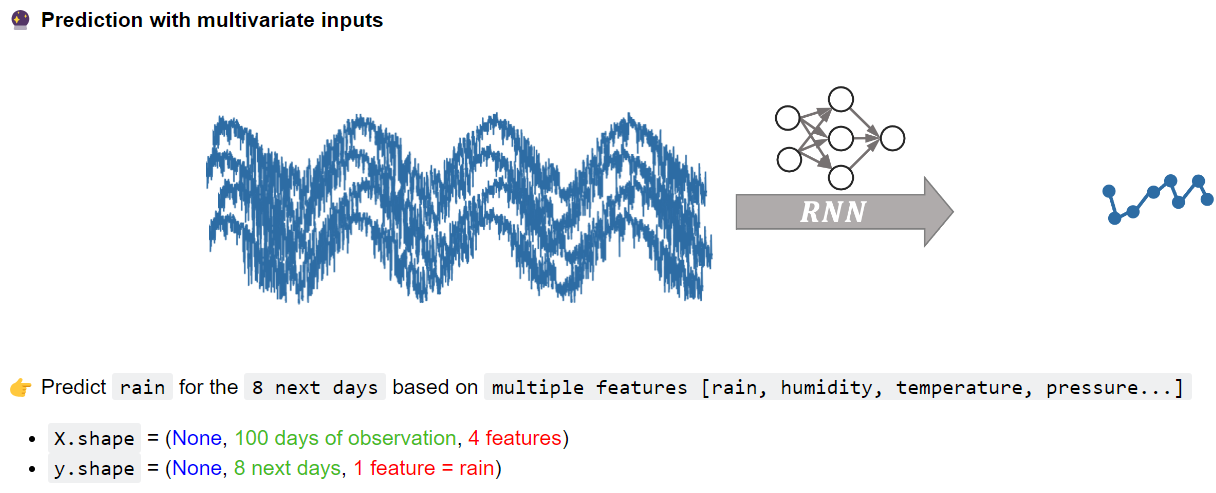 🔮 Prediction with multivariate inputs
RNN
👉 Predict rain for the 8 next days based on multiple features [rain, humidity, temperature, pressure...]
• X.shape = (None, 100 days of observation, 4 features)
• y.shape = (None, 8 next days, 1 feature = rain)